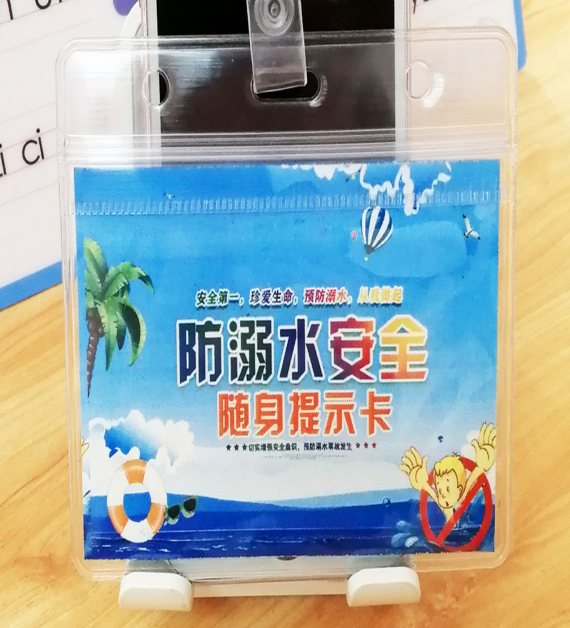 ci
安全第一，珍爱生命，预防溺水，从我做起
防溺水安全
随身提示卡
★★★切实增强安全意识，预防溺水事故发生★★★